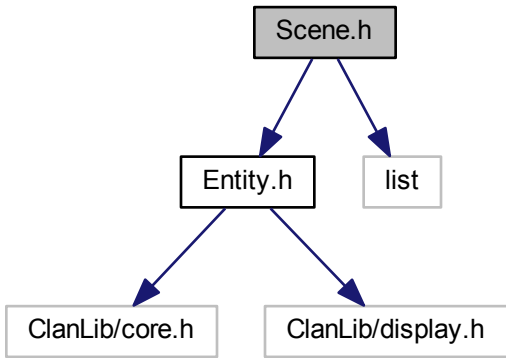 Scene.h
Entity.h
list
ClanLib/core.h
ClanLib/display.h